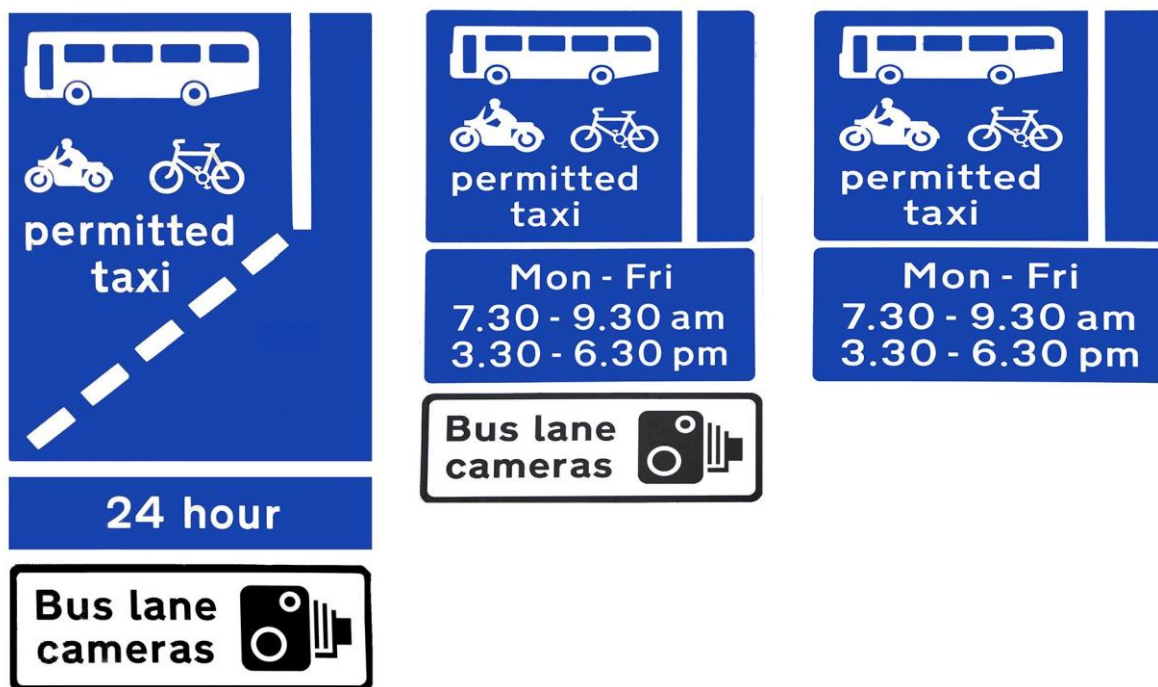 permitted
taxi
24 hour
Bus lane
cameras
permitted
taxi
Mon - Fri
7.30 - 9.30 am
3.30 - 6.30 pm
Bus lane
cameras
permitted
taxi
Mon - Fri
7.30 - 9.30 am
3.30 - 6.30 pm